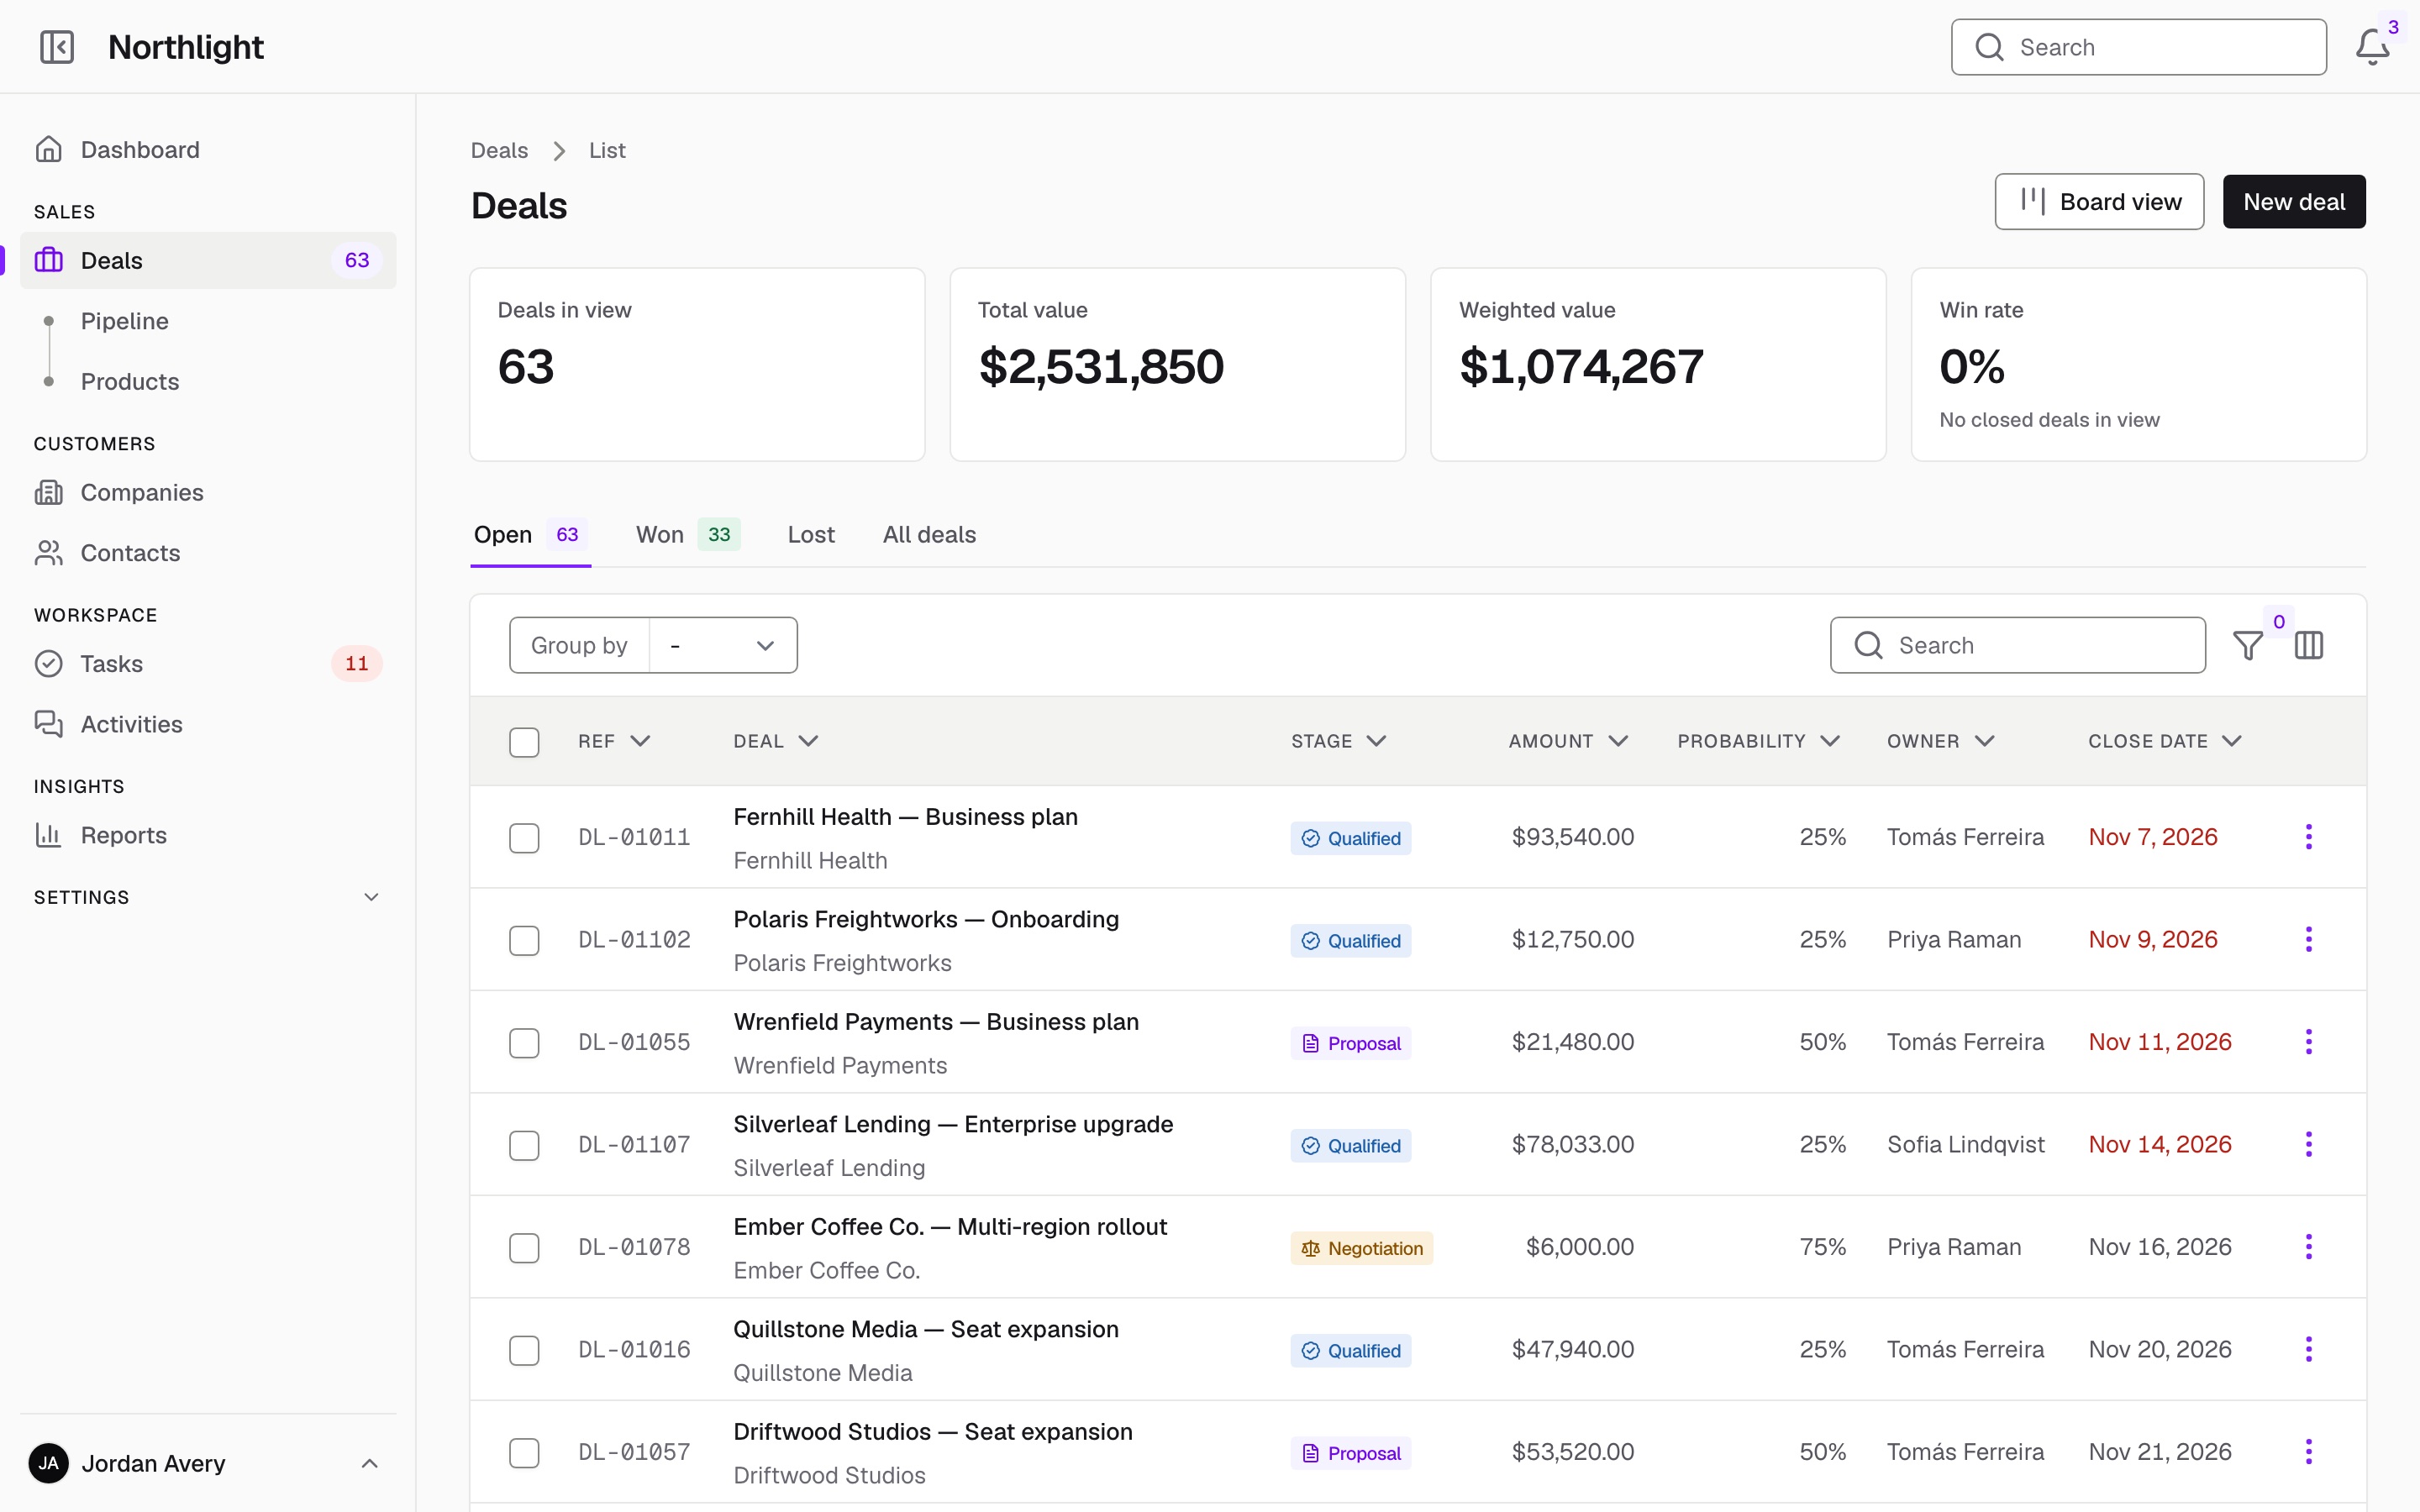 Northlight
Search
3
Dashboard
SALES
Deals 63
Pipeline
Products
CUSTOMERS
Companies
Contacts
WORKSPACE
Tasks 11
Activities
INSIGHTS
Reports
SETTINGS
JA Jordan Avery
Deals List
Deals
Board view
New deal
Deals in view
63
Total value
$2,531,850
Weighted value
$1,074,267
Win rate
0%
No closed deals in view
Open 63 Won 33 Lost All deals
Group by -
Search
0
REF DEAL STAGE AMOUNT PROBABILITY OWNER CLOSE DATE
DL-01011 Fernhill Health — Business plan Qualified $93,540.00 25% Tomás Ferreira Nov 7, 2026
Fernhill Health
DL-01102 Polaris Freightworks — Onboarding Qualified $12,750.00 25% Priya Raman Nov 9, 2026
Polaris Freightworks
DL-01055 Wrenfield Payments — Business plan Proposal $21,480.00 50% Tomás Ferreira Nov 11, 2026
Wrenfield Payments
DL-01107 Silverleaf Lending — Enterprise upgrade Qualified $78,033.00 25% Sofia Lindqvist Nov 14, 2026
Silverleaf Lending
DL-01078 Ember Coffee Co. — Multi-region rollout Negotiation $6,000.00 75% Priya Raman Nov 16, 2026
Ember Coffee Co.
DL-01016 Quillstone Media — Seat expansion Qualified $47,940.00 25% Tomás Ferreira Nov 20, 2026
Quillstone Media
DL-01057 Driftwood Studios — Seat expansion Proposal $53,520.00 50% Tomás Ferreira Nov 21, 2026
Driftwood Studios